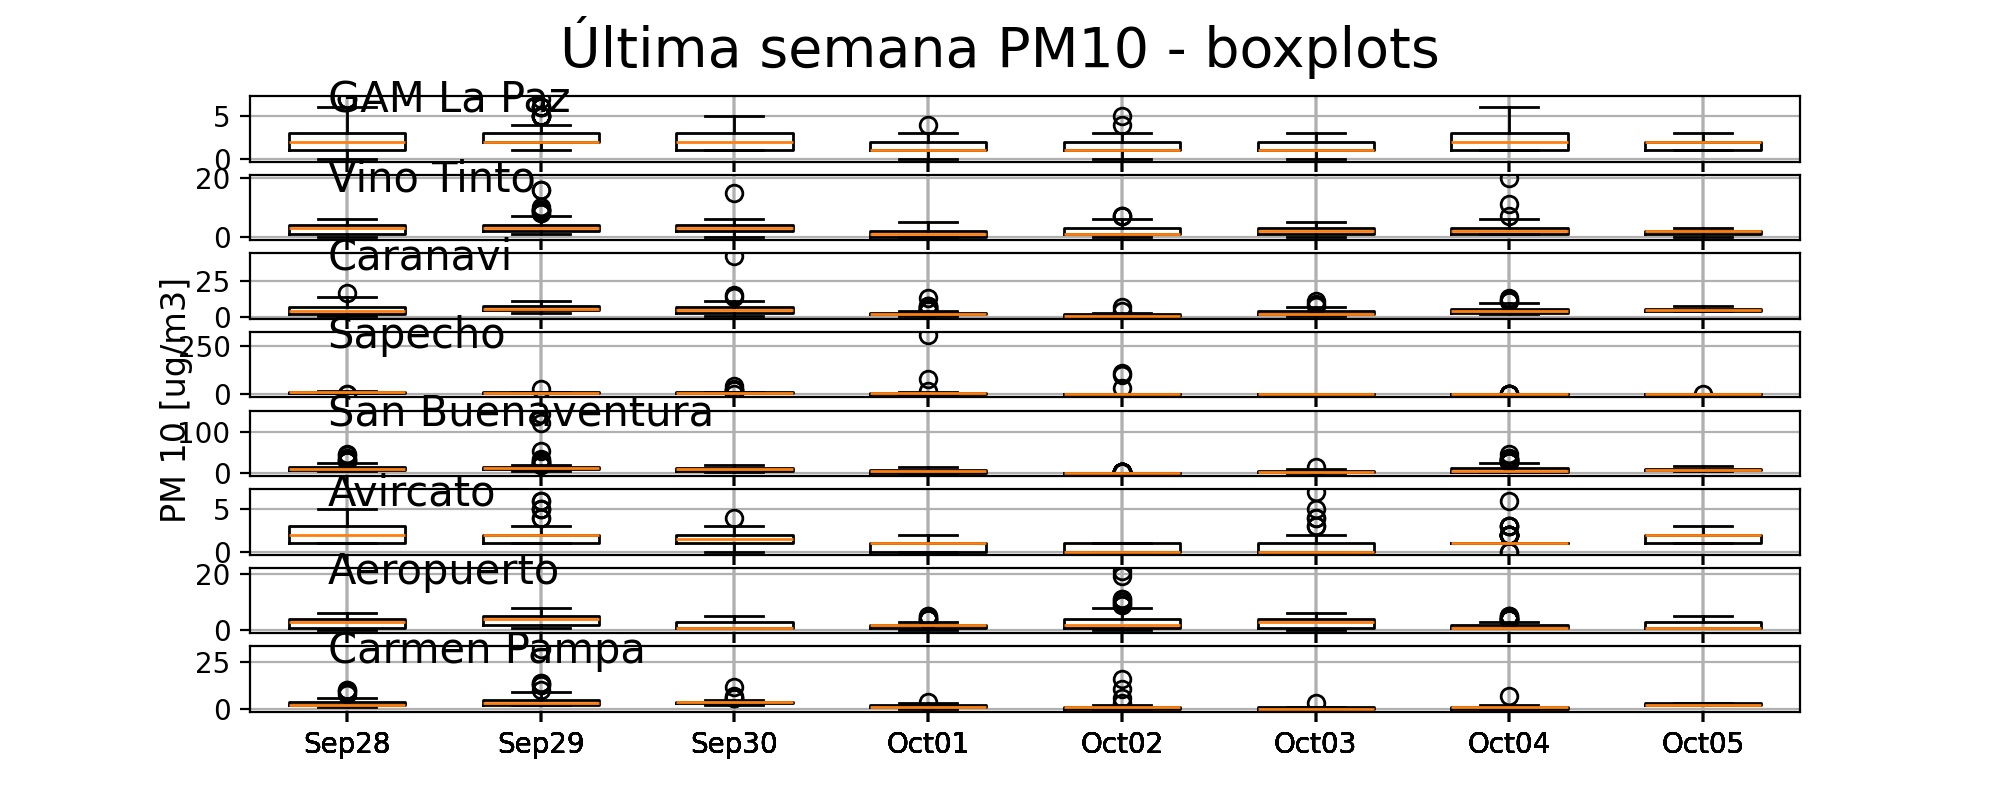 Última semana PM10 - boxplots
GAM La Paz
5
0
Vino Tinto
20
0
Caranavi
25
0
Sapecho
250
0
San Buenaventura
100
0
Avircato
5
0
Aeropuerto
20
0
Carmen Pampa
25
0
PM 10 [ug/m3]
Sep28 Sep29 Sep30 Oct01 Oct02 Oct03 Oct04 Oct05